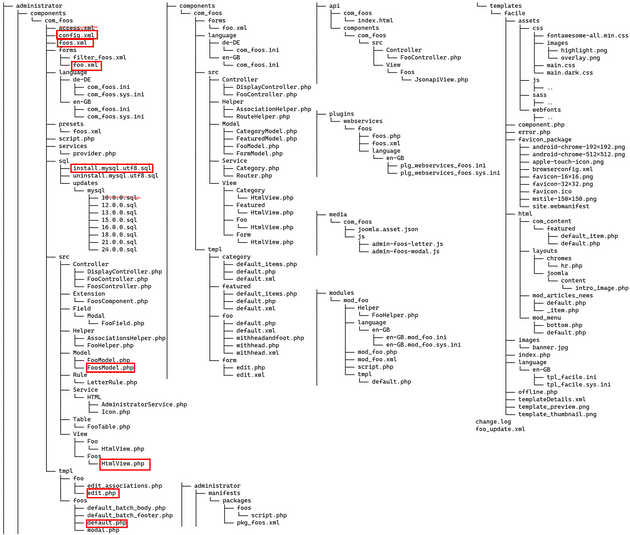 administrator
components
com_foos
access.xml
config.xml
foos.xml
forms
filter_foos.xml
foo.xml
language
de-DE
com_foos.ini
com_foos.sys.ini
en-GB
com_foos.ini
com_foos.sys.ini
presets
foos.xml
script.php
services
provider.php
sql
install.mysql.utf8.sql
uninstall.mysql.utf8.sql
updates
mysql
10.0.0.sql
12.0.0.sql
13.0.0.sql
15.0.0.sql
16.0.0.sql
18.0.0.sql
21.0.0.sql
24.0.0.sql
src
Controller
DisplayController.php
FooController.php
FoosController.php
Extension
FoosComponent.php
Field
Modal
FooField.php
Helper
AssociationsHelper.php
FooHelper.php
Model
FooModel.php
FoosModel.php
Rule
LetterRule.php
Service
HTML
AdministratorService.php
Icon.php
Table
FooTable.php
View
Foo
HtmlView.php
Foos
HtmlView.php
tmpl
foo
edit_associations.php
edit.php
foos
default_batch_body.php
default_batch_footer.php
default.php
modal.php
components
com_foos
forms
foo.xml
language
de-DE
com_foos.ini
en-GB
com_foos.ini
src
Controller
DisplayController.php
FooController.php
Helper
AssociationHelper.php
RouteHelper.php
Model
CategoryModel.php
FeaturedModel.php
FooModel.php
FormModel.php
Service
Category.php
Router.php
View
Category
HtmlView.php
Featured
HtmlView.php
Foo
HtmlView.php
Form
HtmlView.php
tmpl
category
default_items.php
default.php
default.xml
featured
default_items.php
default.php
default.xml
foo
default.php
default.xml
withheadandfoot.php
withhead.php
withhead.xml
form
edit.php
edit.xml
administrator
manifests
packages
foos
script.php
pkg_foos.xml
api
com_foos
index.html
components
com_foos
src
Controller
FooController.php
View
Foos
JsonapiView.php
plugins
webservices
foos
foos.php
foos.xml
language
en-GB
plg_webservices_foos.ini
plg_webservices_foos.sys.ini
media
com_foos
joomla.asset.json
js
admin-foos-letter.js
admin-foos-modal.js
modules
mod_foo
Helper
FooHelper.php
language
en-GB
en-GB.mod_foo.ini
en-GB.mod_foo.sys.ini
mod_foo.php
mod_foo.xml
script.php
tmpl
default.php
templates
facile
assets
css
fontawesome-all.min.css
images
highlight.png
overlay.png
main.css
main.dark.css
js
..
sass
..
webfonts
..
component.php
error.php
favicon_package
android-chrome-192×192.png
android-chrome-512×512.png
apple-touch-icon.png
browserconfig.xml
favicon-16×16.png
favicon-32×32.png
favicon.ico
mstile-150×150.png
site.webmanifest
html
com_content
featured
default_item.php
default.php
layouts
chromes
hr.php
joomla
content
intro_image.php
mod_articles_news
default.php
_item.php
mod_menu
bottom.php
default.php
images
banner.jpg
index.php
language
en-GB
tpl_facile.ini
tpl_facile.sys.ini
offline.php
templateDetails.xml
template_preview.png
template_thumbnail.png
change.log
foo_update.xml